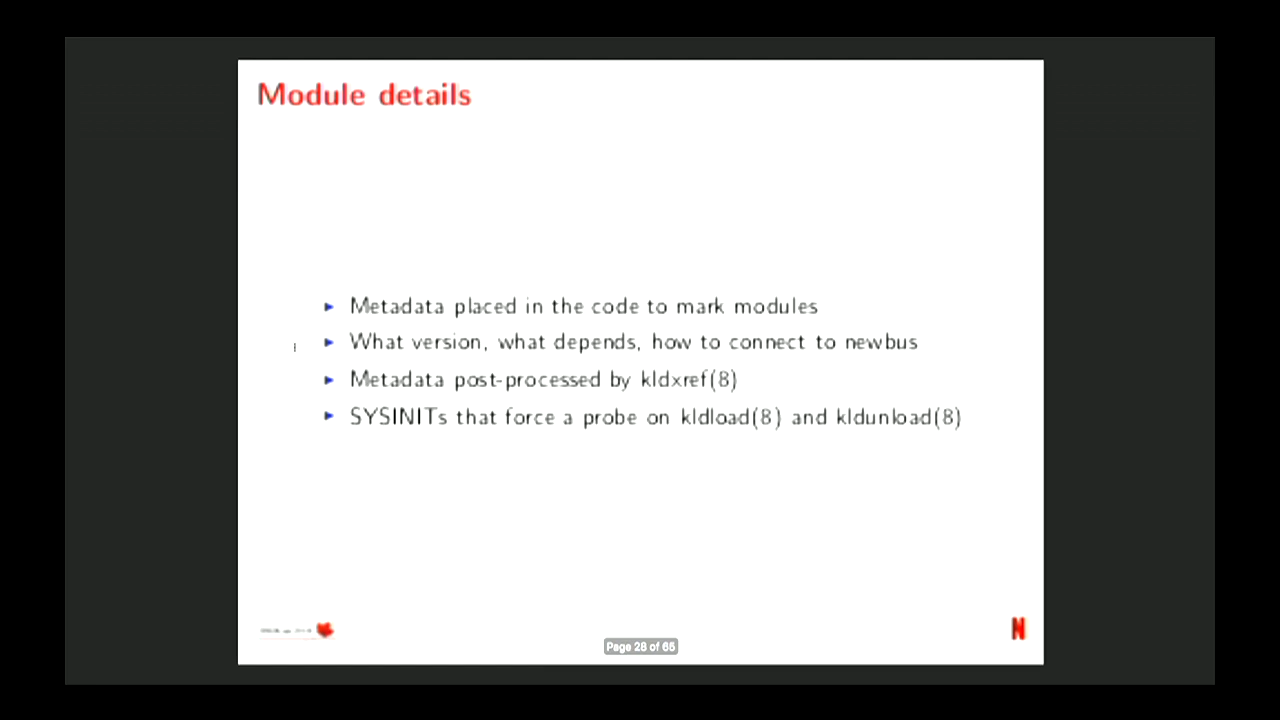 Module details
Metadata placed in the code to mark modules
What version, what depends, how to connect to newbus
Metadata post-processed by kldxref(8)
SYSINITs that force a probe on kldload(8) and kldunload(8)
Page 28 of 65
N